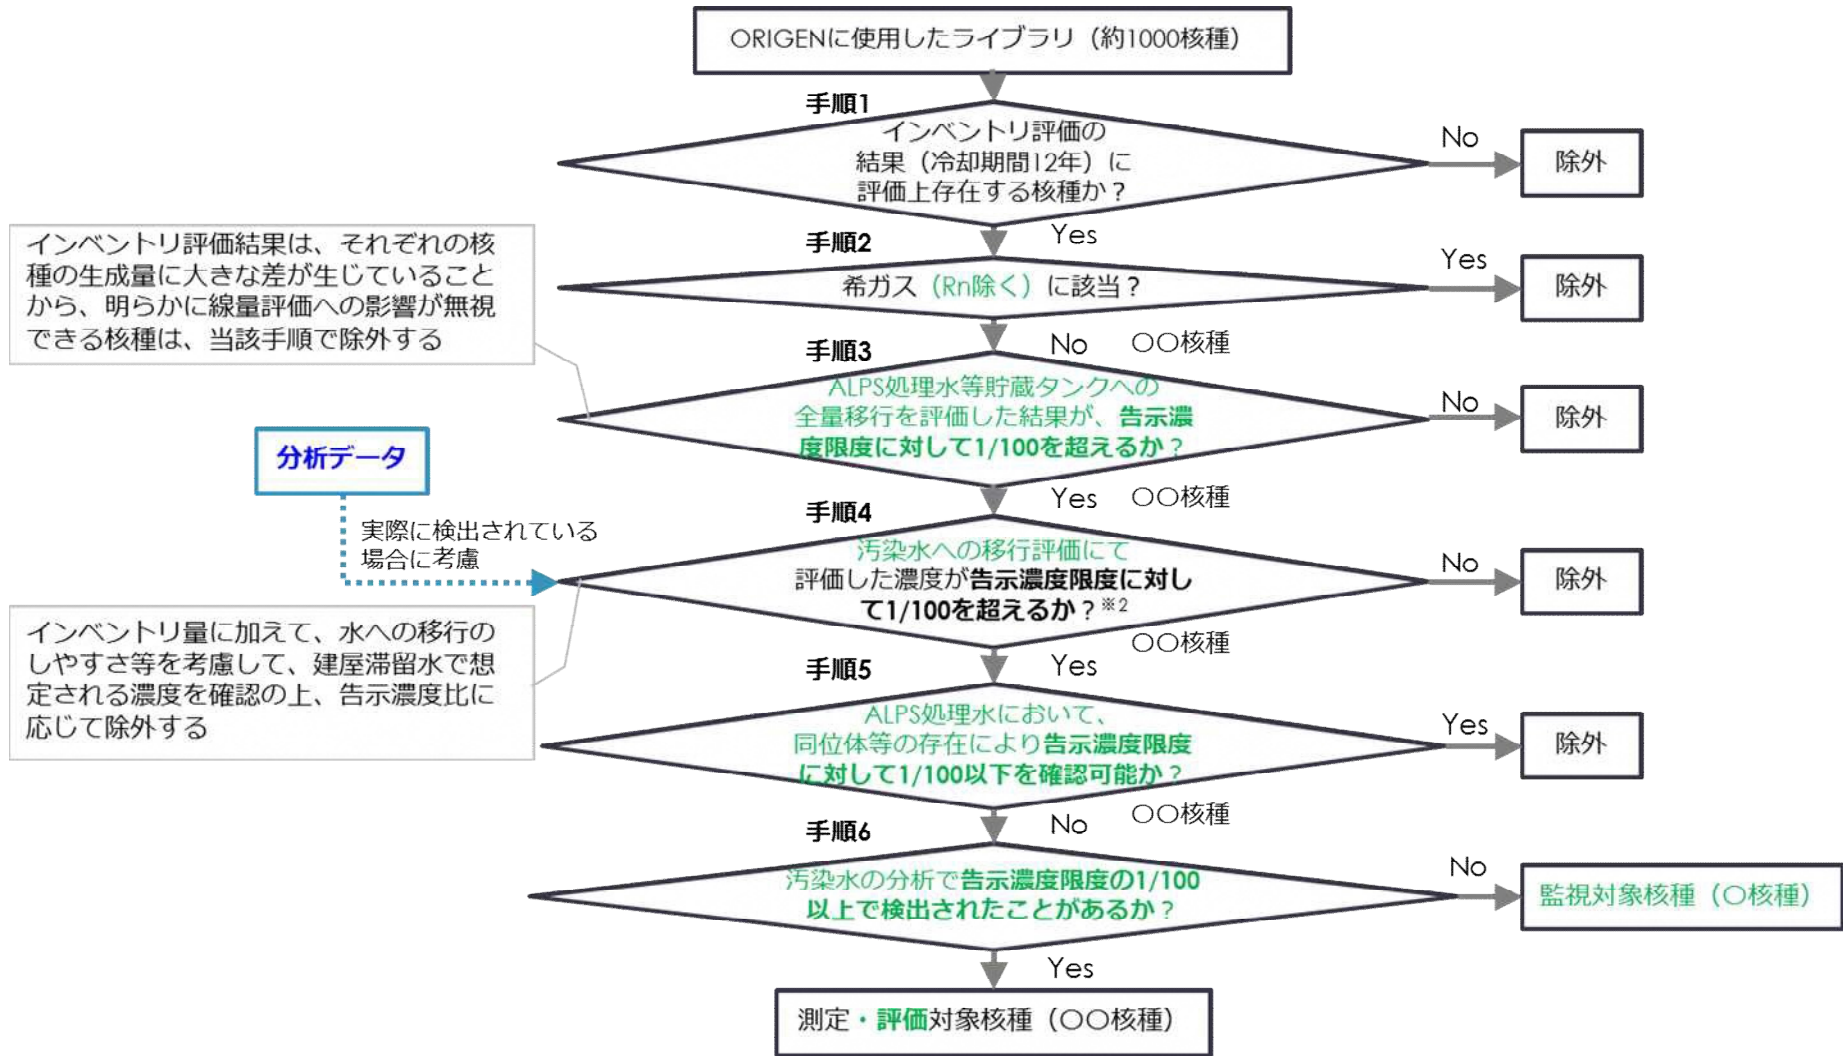 ORIGENに使用したライブラリ（約1000核種）
手順1
インベントリ評価の
結果（冷却期間12年）に
評価上存在する核種か？
No
除外
Yes
手順2
希ガス（Rn除く）に該当？
Yes
除外
No
〇〇核種
インベントリ評価結果は、それぞれの核
種の生成量に大きな差が生じていること
から、明らかに線量評価への影響が無視
できる核種は、当該手順で除外する
手順3
ALPS処理水等貯蔵タンクへの
全量移行を評価した結果が、告示濃
度限度に対して1/100を超えるか？
No
除外
Yes
〇〇核種
分析データ
実際に検出されている
場合に考慮
手順4
汚染水への移行評価にて
評価した濃度が告示濃度限度に対し
て1/100を超えるか？※2
No
除外
Yes
〇〇核種
インベントリ量に加えて、水への移行の
しやすさ等を考慮して、建屋滞留水で想
定される濃度を確認の上、告示濃度比に
応じて除外する
手順5
ALPS処理水において、
同位体等の存在により告示濃度限度
に対して1/100以下を確認可能か？
Yes
除外
No
〇〇核種
手順6
汚染水の分析で告示濃度限度の1/100
以上で検出されたことがあるか？
No
監視対象核種（〇核種）
Yes
測定・評価対象核種（〇〇核種）